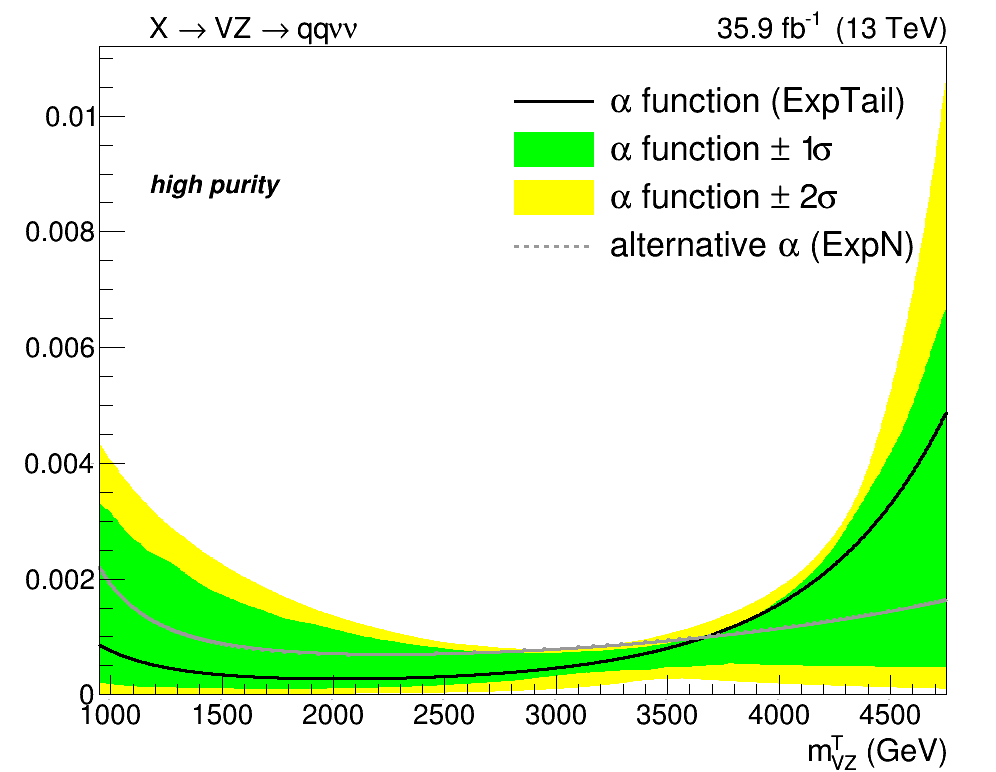 X → VZ → qqνν
35.9 fb⁻¹ (13 TeV)
α function (ExpTail)
α function ± 1σ
α function ± 2σ
alternative α (ExpN)
high purity
0.01
0.008
0.006
0.004
0.002
0
1000 1500 2000 2500 3000 3500 4000 4500
m^T_VZ (GeV)